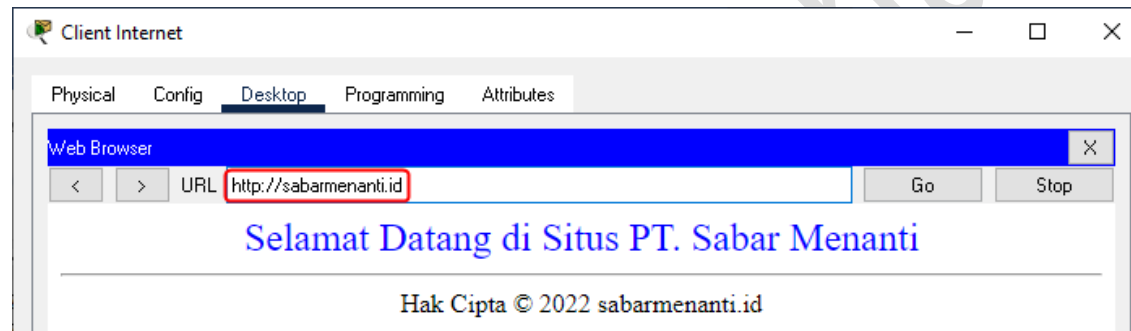 Client Internet
Physical Config Desktop Programming Attributes
Web Browser X
< > URL http://sabarmenanti.id Go Stop
Selamat Datang di Situs PT. Sabar Menanti
Hak Cipta © 2022 sabarmenanti.id